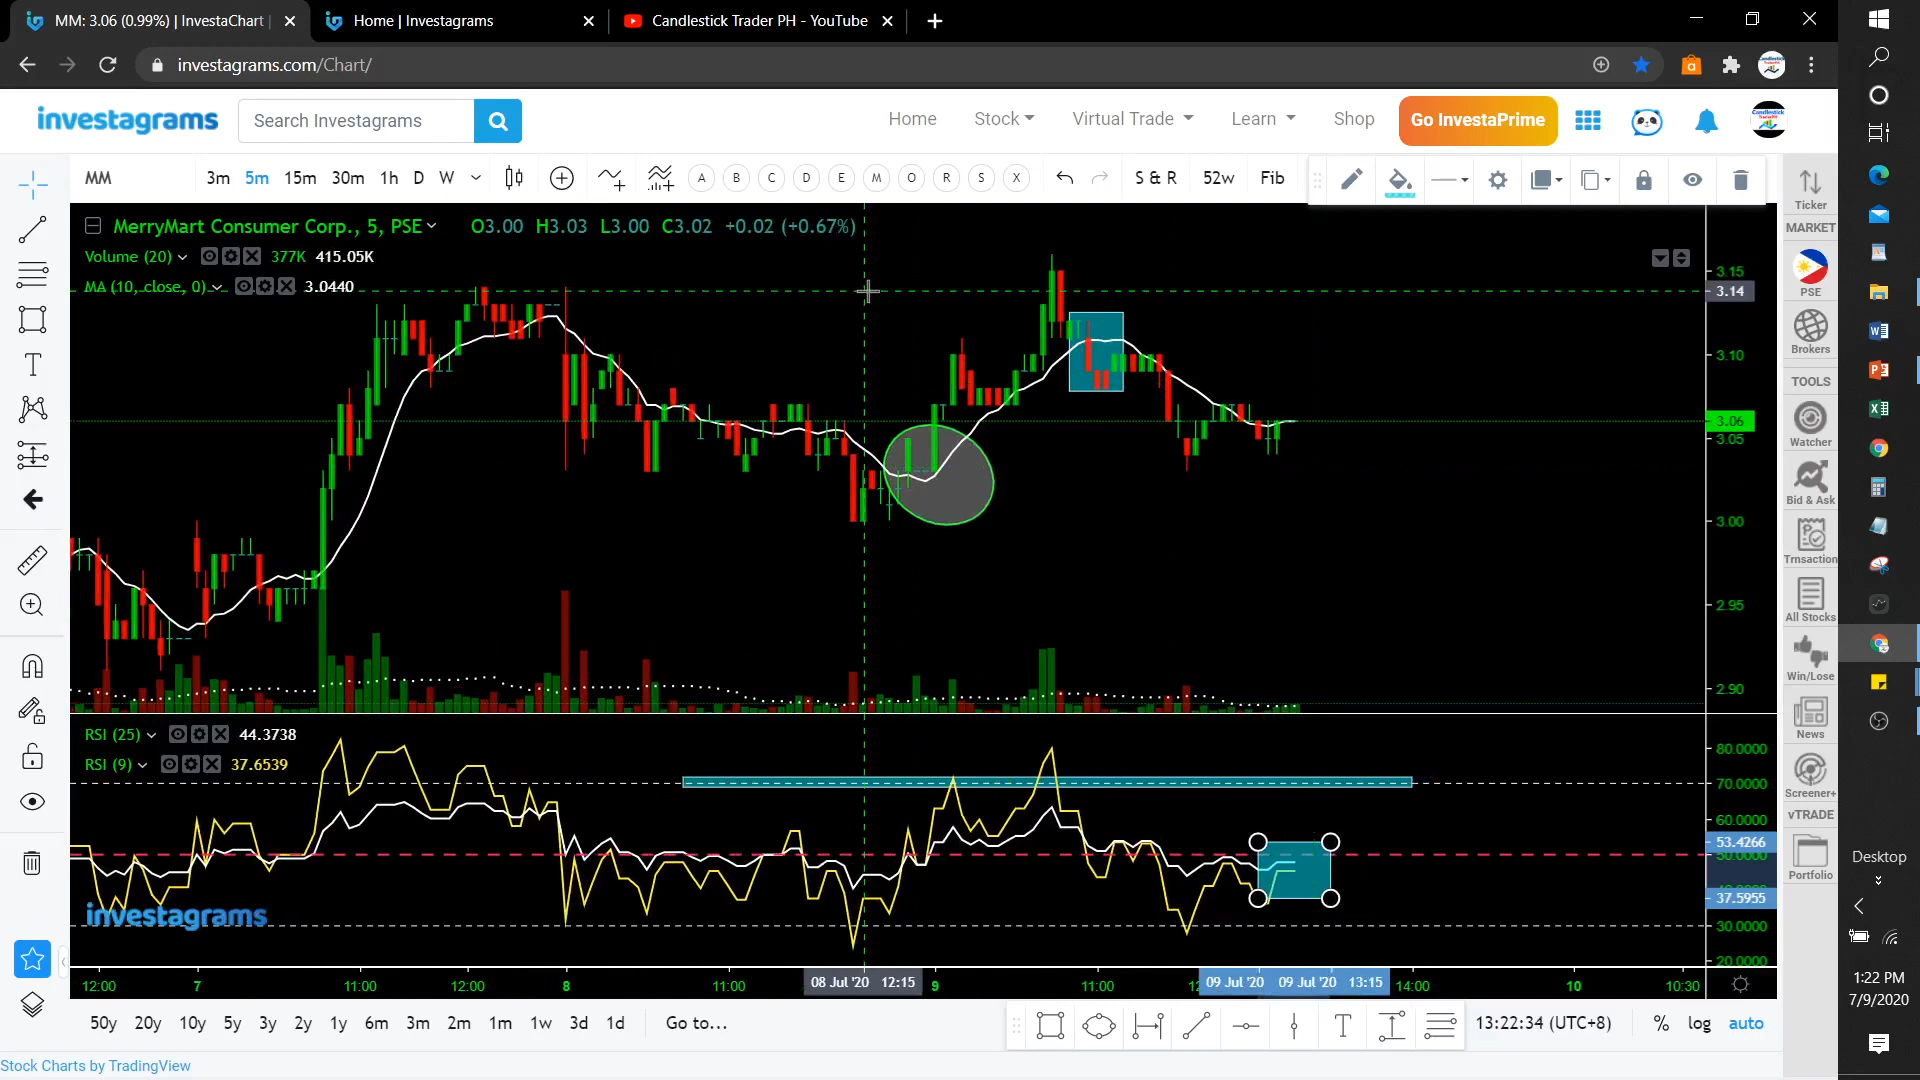 MM: 3.06 (0.99%) | InvestaChart |
Home | Investagrams
Candlestick Trader PH - YouTube
investagrams.com/Chart/
investagrams
Search Investagrams
Home
Stock
Virtual Trade
Learn
Shop
Go InvestaPrime
MM
3m 5m 15m 30m 1h D W
A B C D E M O R S X
S & R 52w Fib
MerryMart Consumer Corp., 5, PSE O3.00 H3.03 L3.00 C3.02 +0.02 (+0.67%)
Volume (20) 377K 415.05K
MA (10, close, 0) 3.0440
3.15
3.14
3.10
3.06
3.05
3.00
2.95
2.90
RSI (25) 44.3738
RSI (9) 37.6539
80.0000
70.0000
60.0000
53.4266
50.0000
37.5955
30.0000
20.0000
investagrams
12:00 7 11:00 12:00 8 11:00 08 Jul '20 12:15 9 11:00 09 Jul '20 09 Jul '20 13:15 14:00 10 10:30
50y 20y 10y 5y 3y 2y 1y 6m 3m 2m 1m 1w 3d 1d Go to...
T
13:22:34 (UTC+8) % log auto
Stock Charts by TradingView
Ticker
MARKET
PSE
Brokers
TOOLS
Watcher
Bid & Ask
Trnsaction
All Stocks
Win/Lose
News
Screener+
vTRADE
Portfolio
Desktop
1:22 PM
7/9/2020